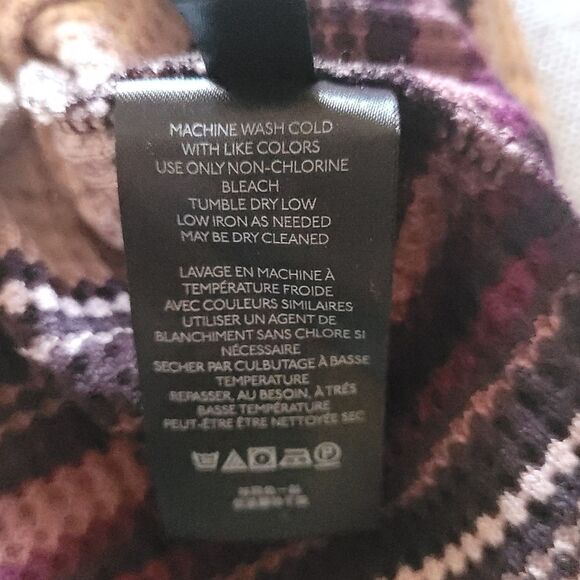 MACHINE WASH COLD
WITH LIKE COLORS
USE ONLY NON-CHLORINE
BLEACH
TUMBLE DRY LOW
LOW IRON AS NEEDED
MAY BE DRY CLEANED
LAVAGE EN MACHINE À
TEMPÉRATURE FROIDE
AVEC COULEURS SIMILAIRES
UTILISER UN AGENT DE
BLANCHIMENT SANS CHLORE SI
NÉCESSAIRE
SECHER PAR CULBUTAGE À BASSE
TEMPERATURE
REPASSER, AU BESOIN, À TRÉS
BASSE TEMPÉRATURE
PEUT-ÊTRE ÊTRE NETTOYÉE SEC
P